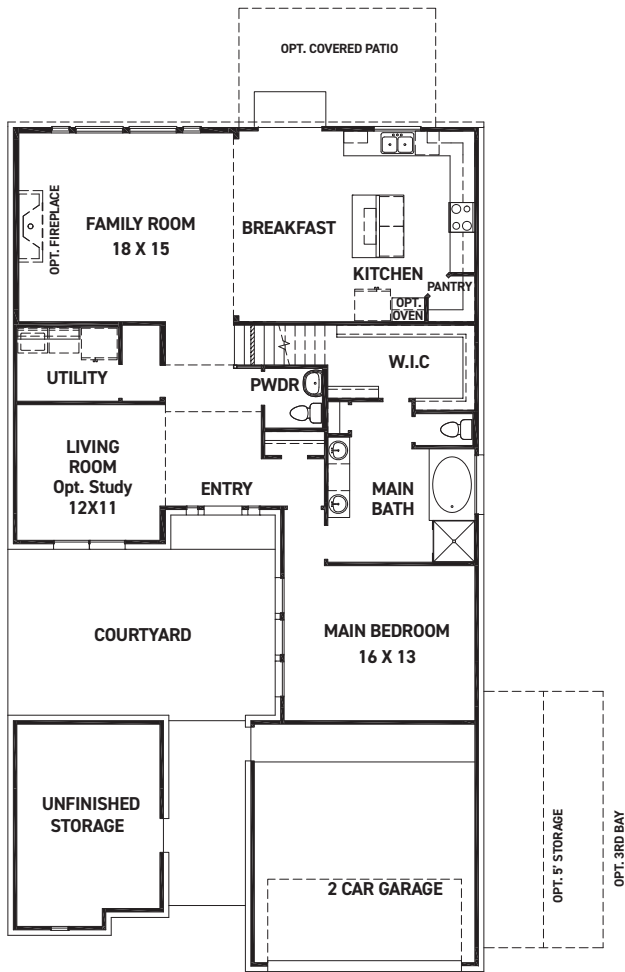 OPT. COVERED PATIO
OPT. FIREPLACE
FAMILY ROOM
18 X 15
BREAKFAST
KITCHEN
PANTRY
OPT.
OVEN
UTILITY
PWDR
W.I.C
LIVING
ROOM
Opt. Study
12X11
ENTRY
MAIN
BATH
COURTYARD
MAIN BEDROOM
16 X 13
UNFINISHED
STORAGE
2 CAR GARAGE
OPT. 5' STORAGE
OPT. 3RD BAY